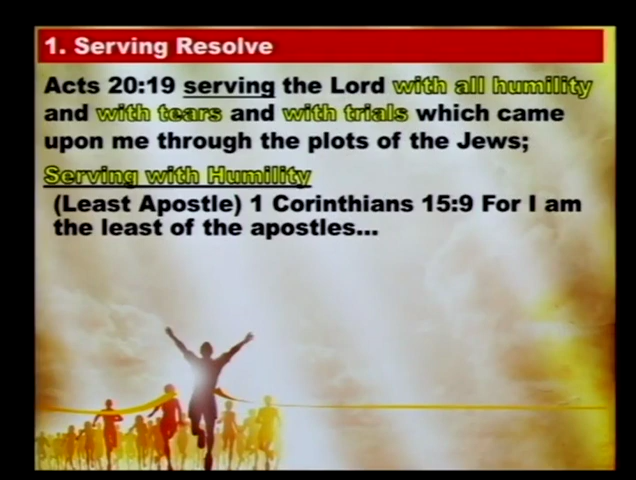 1. Serving Resolve
Acts 20:19 serving the Lord with all humility
and with tears and with trials which came
upon me through the plots of the Jews;
Serving with Humility
(Least Apostle) 1 Corinthians 15:9 For I am
the least of the apostles...